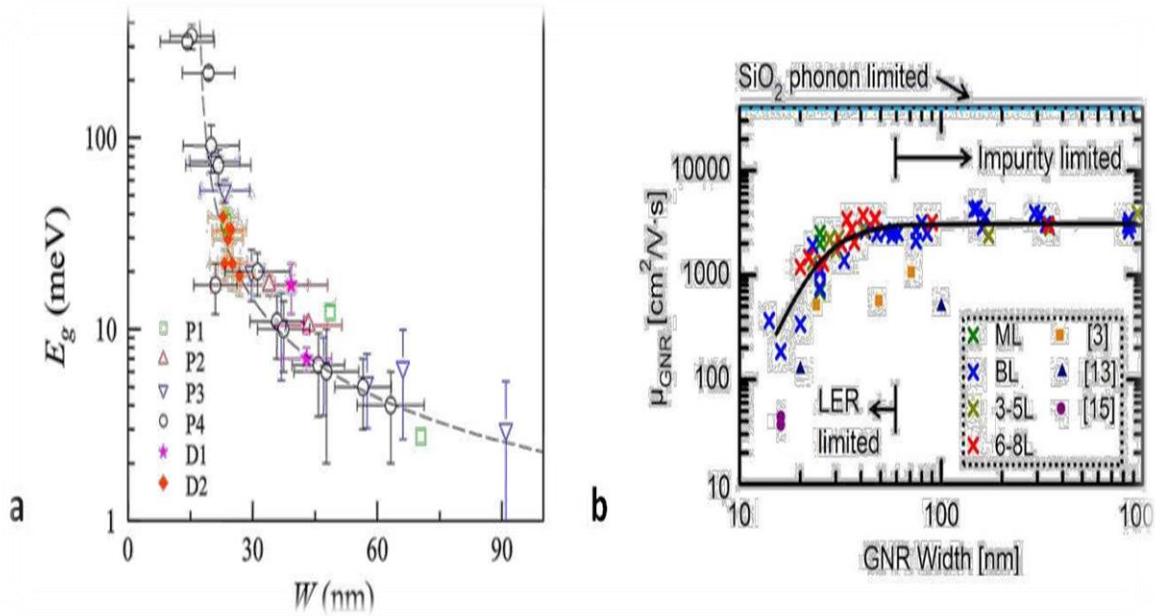 100
10
1
E_g (meV)
P1
P2
P3
P4
D1
D2
0 30 60 90
W (nm)
a
SiO2 phonon limited
Impurity limited
10000
1000
100
10
μGNR [cm²/V·s]
LER
limited
ML [3]
BL [13]
3-5L [15]
6-8L
10 100 100
GNR Width [nm]
b